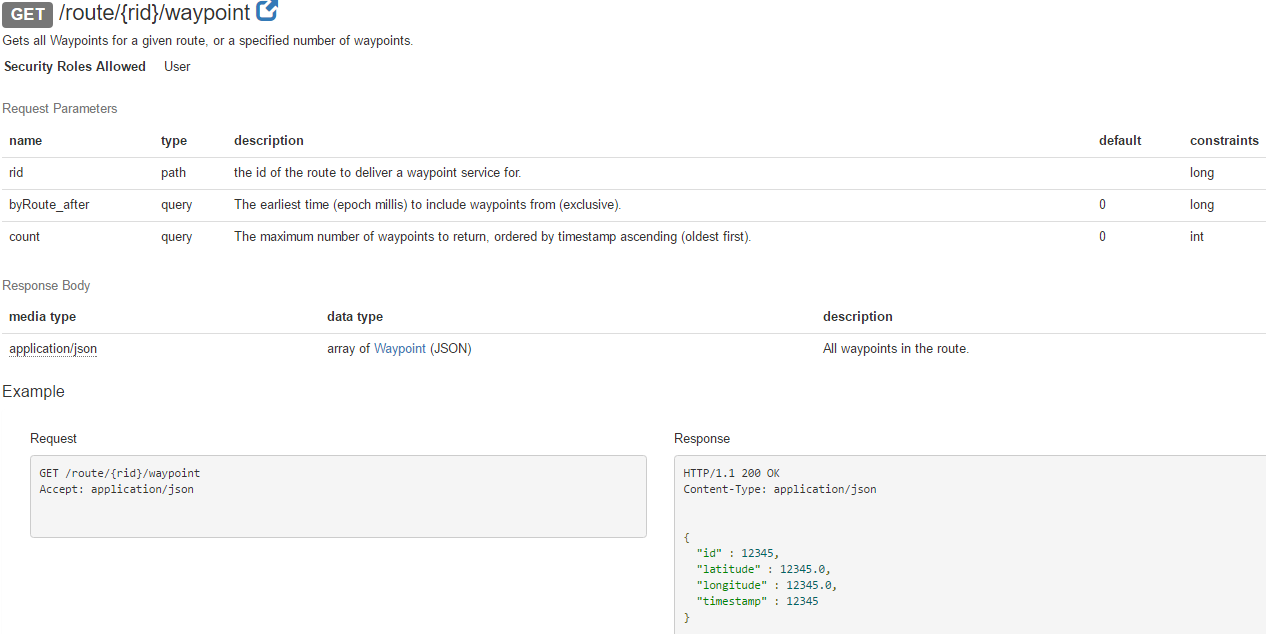 GET /route/{rid}/waypoint
Gets all Waypoints for a given route, or a specified number of waypoints.
Security Roles Allowed User
Request Parameters
name type description default constraints
rid path the id of the route to deliver a waypoint service for. long
byRoute_after query The earliest time (epoch millis) to include waypoints from (exclusive). 0 long
count query The maximum number of waypoints to return, ordered by timestamp ascending (oldest first). 0 int
Response Body
media type data type description
application/json array of Waypoint (JSON) All waypoints in the route.
Example
Request
GET /route/{rid}/waypoint
Accept: application/json
Response
HTTP/1.1 200 OK
Content-Type: application/json
{
"id" : 12345,
"latitude" : 12345.0,
"longitude" : 12345.0,
"timestamp" : 12345
}